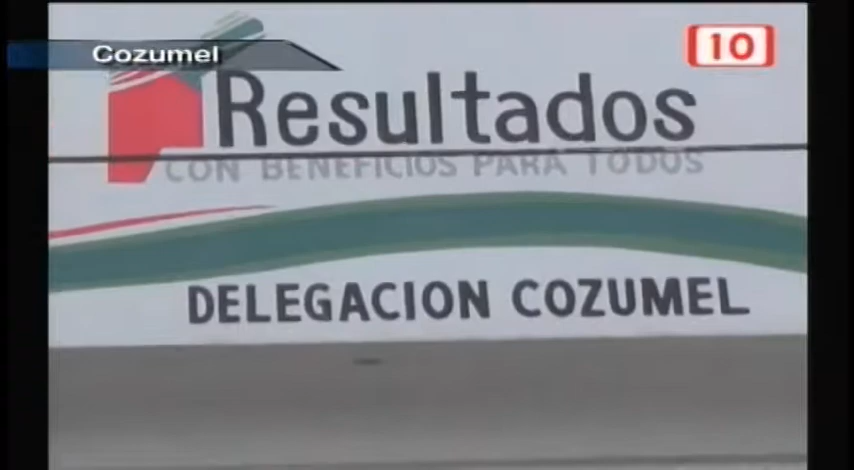 Cozumel
10
Resultados
CON BENEFICIOS PARA TODOS
DELEGACION COZUMEL